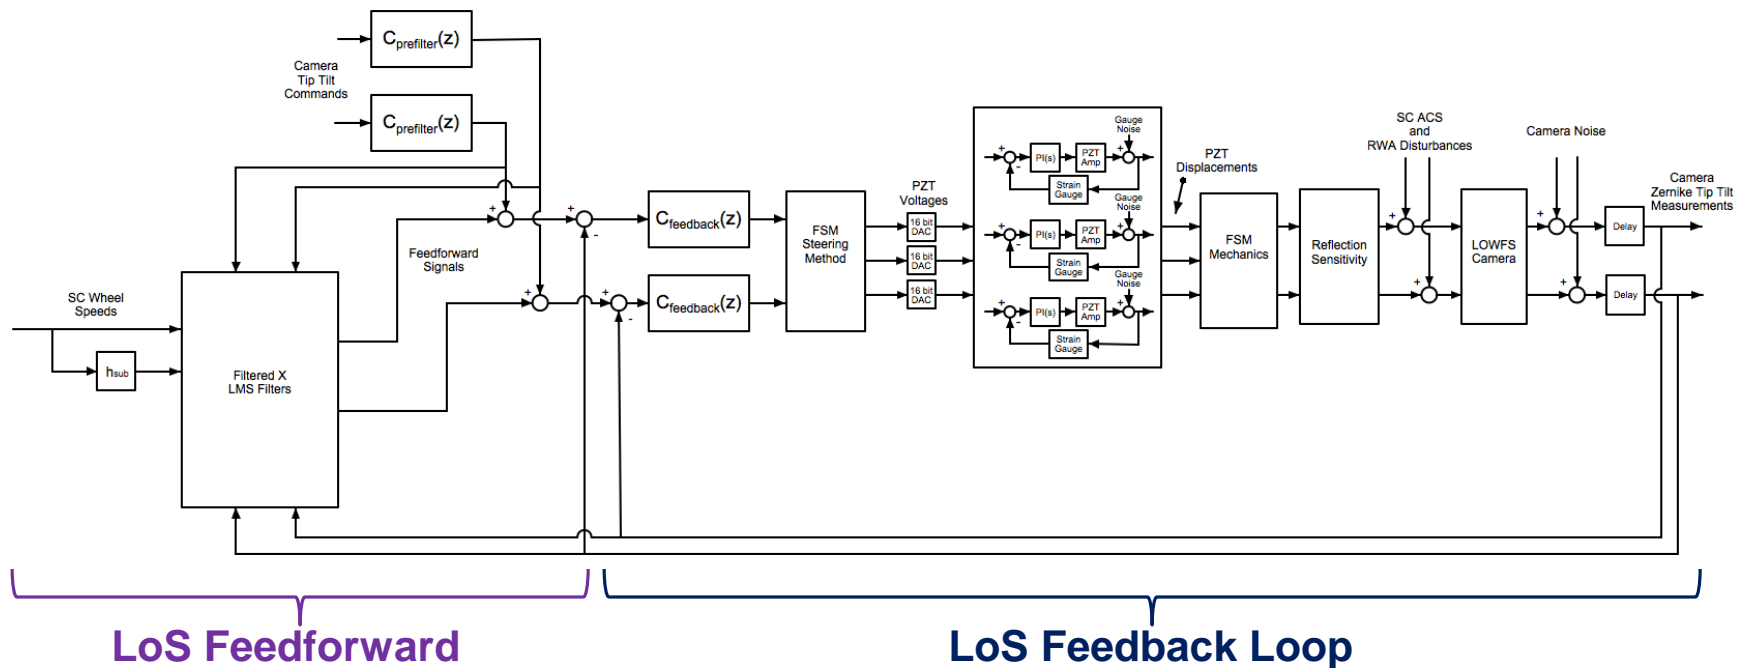 Cprefilter(z)
Camera
Tip Tilt
Commands
Cprefilter(z)
SC Wheel
Speeds
hsub
Filtered X
LMS Filters
Feedforward
Signals
+
+
-
+
+
-
Cfeedback(z)
Cfeedback(z)
FSM
Steering
Method
PZT
Voltages
16 bit
DAC
16 bit
DAC
16 bit
DAC
Gauge
Noise
+
-
PI(s)
PZT
Amp
+
Strain
Gauge
Gauge
Noise
+
-
PI(s)
PZT
Amp
+
Strain
Gauge
Gauge
Noise
+
-
PI(s)
PZT
Amp
+
Strain
Gauge
PZT
Displacements
FSM
Mechanics
Reflection
Sensitivity
SC ACS
and
RWA Disturbances
+
+
LOWFS
Camera
Camera Noise
+
+
Delay
Delay
Camera
Zernike Tip Tilt
Measurements
LoS Feedforward
LoS Feedback Loop